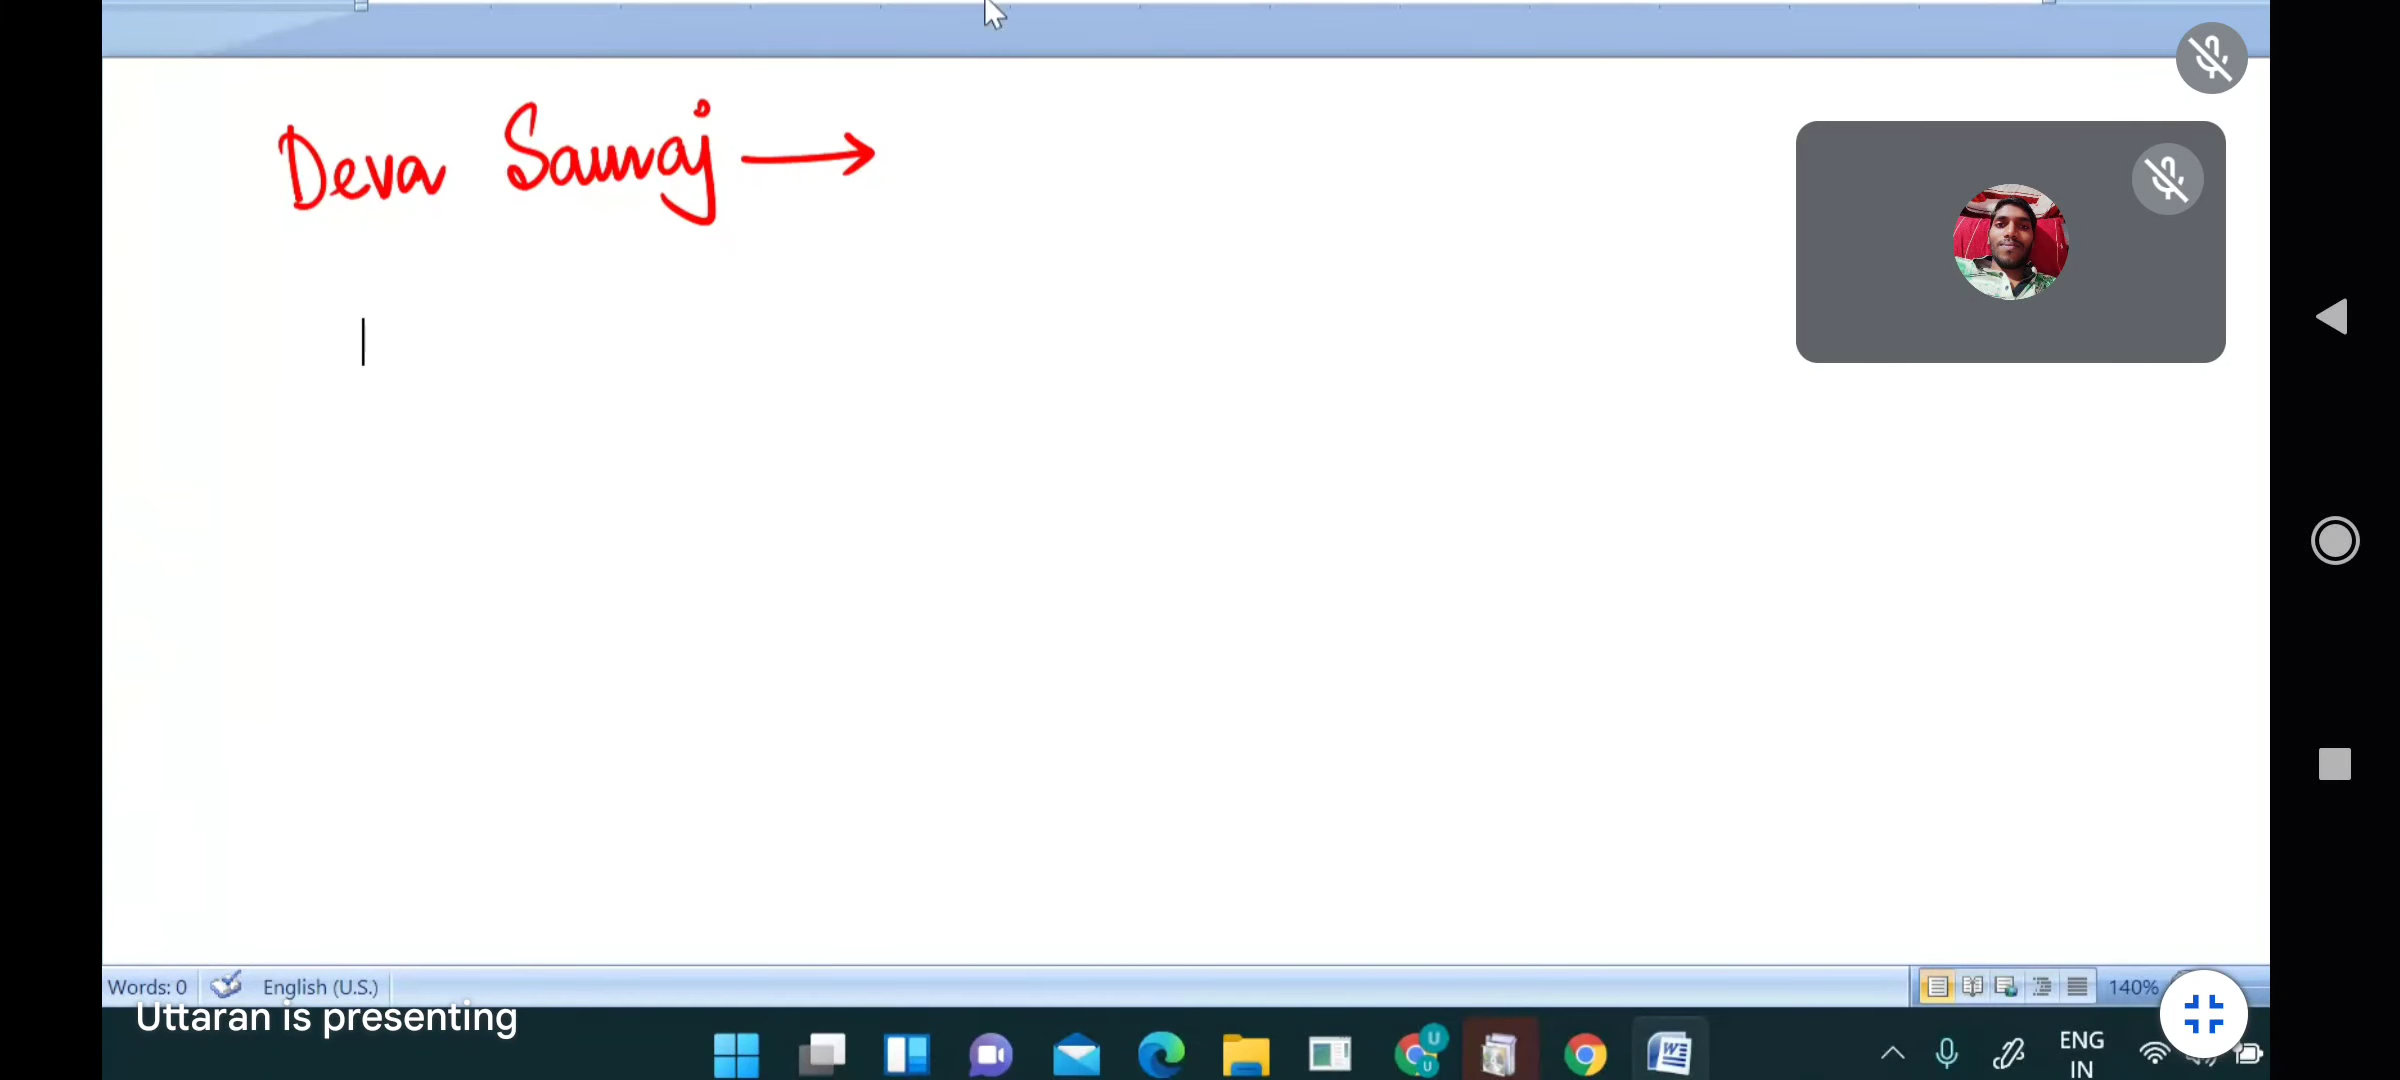 Deva Samaj →
Words: 0 English (U.S.) 140%
Uttaran is presenting
U U ENG
IN